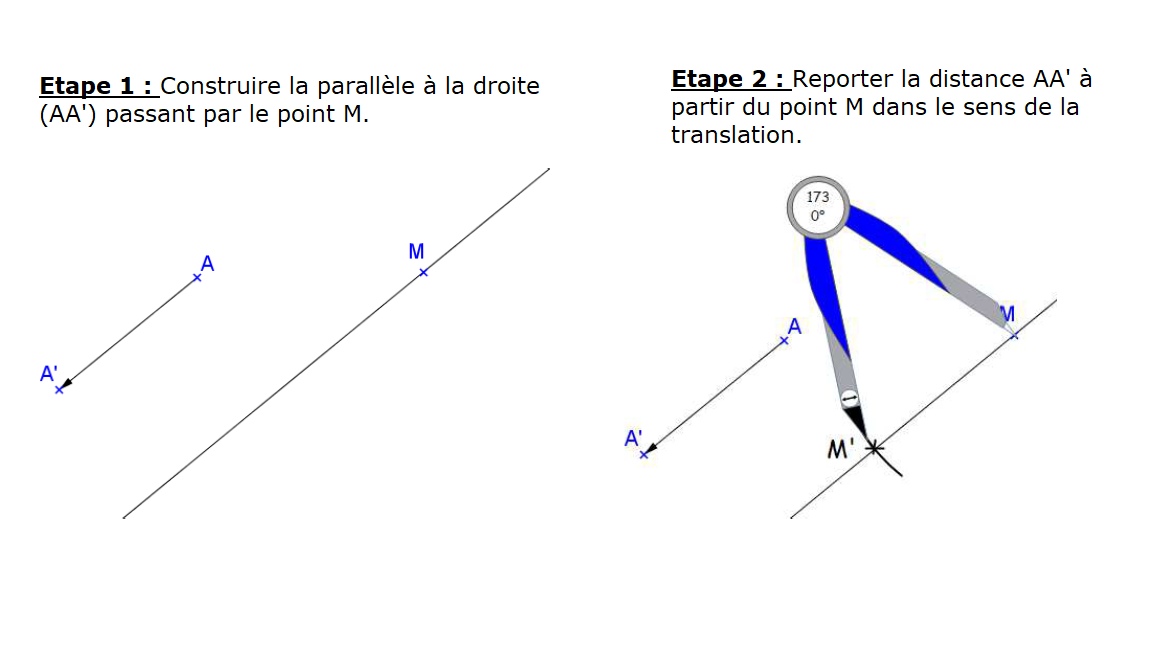 Etape 1 : Construire la parallèle à la droite
(AA') passant par le point M.
Etape 2 : Reporter la distance AA' à
partir du point M dans le sens de la
translation.
A
A'
M
173
0°
A
A'
M
M'